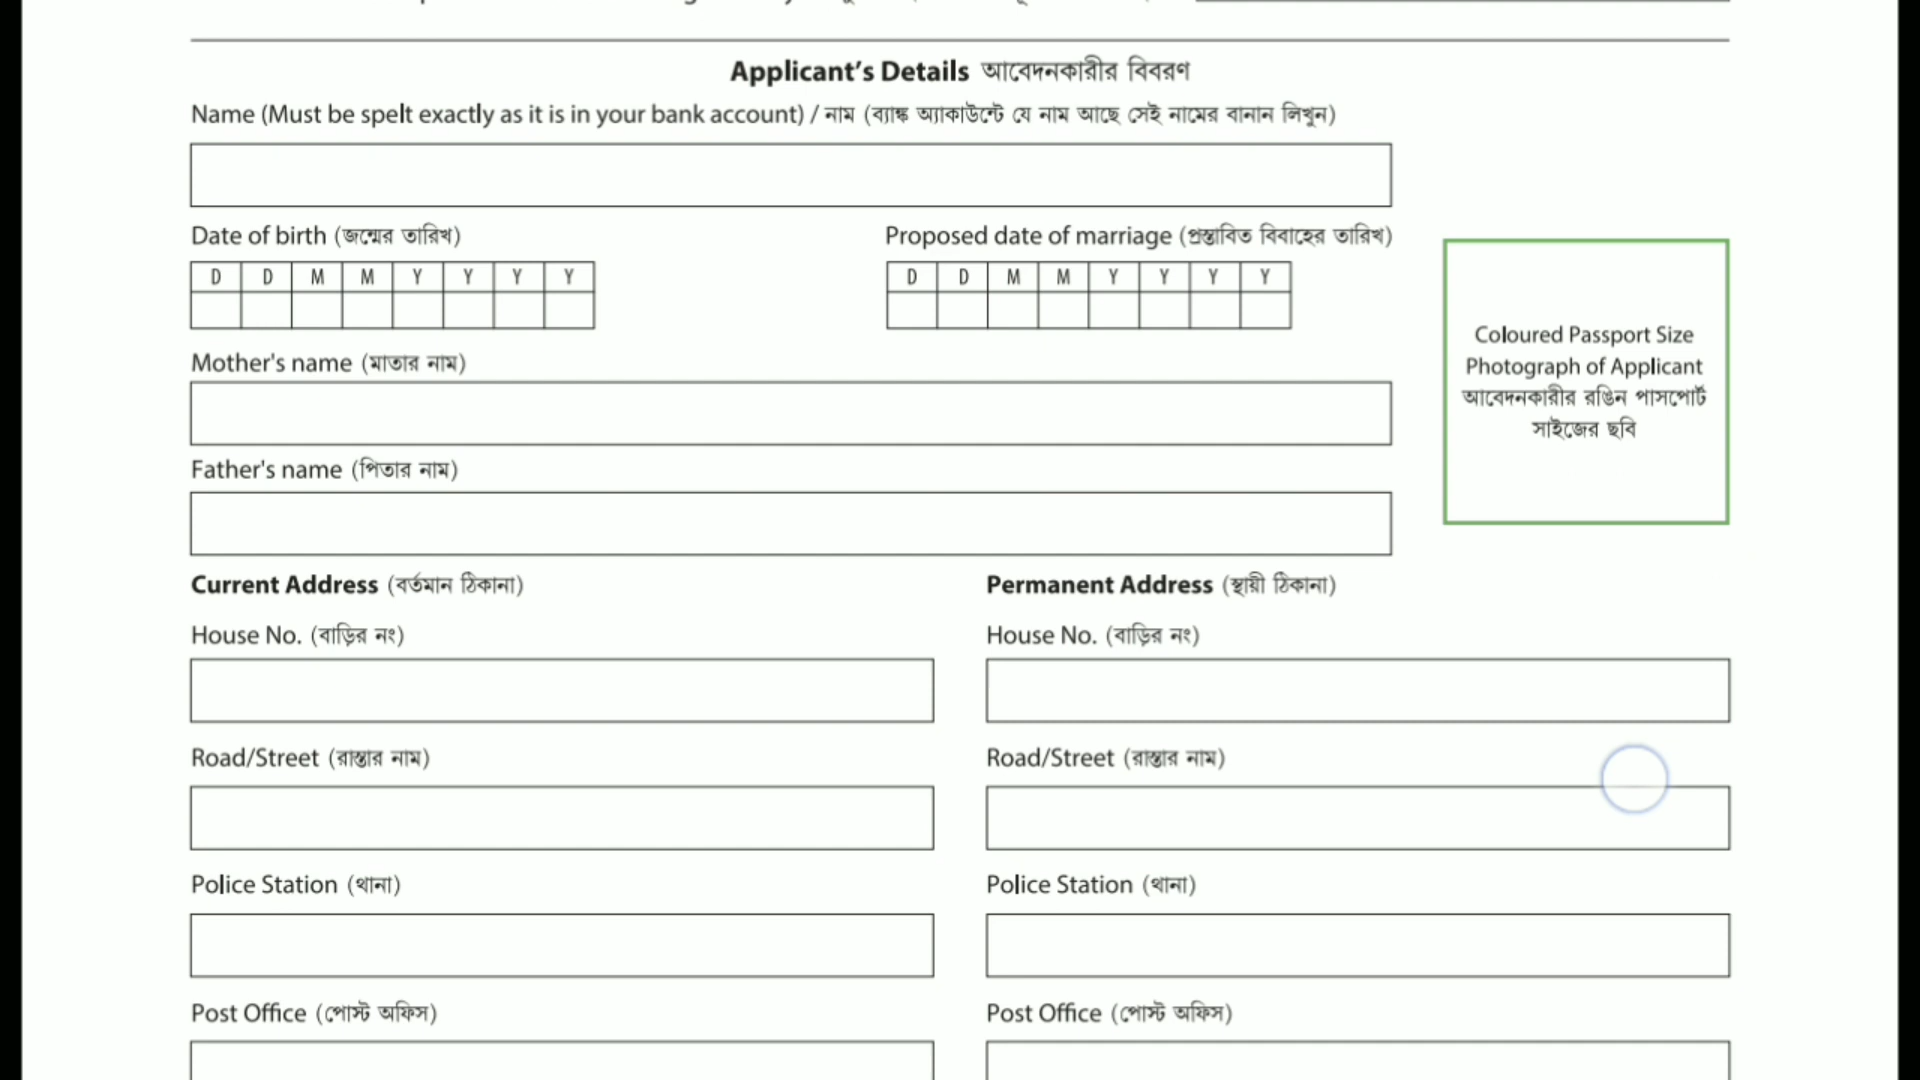 Applicant's Details আবেদনকারীর বিবরণ
Name (Must be spelt exactly as it is in your bank account) / নাম (ব্যাঙ্ক অ্যাকাউন্টে যে নাম আছে সেই নামের বানান লিখুন)
Date of birth (জন্মের তারিখ)
D D M M Y Y Y Y
Proposed date of marriage (প্রস্তাবিত বিবাহের তারিখ)
D D M M Y Y Y Y
Coloured Passport Size
Photograph of Applicant
আবেদনকারীর রঙিন পাসপোর্ট
সাইজের ছবি
Mother's name (মাতার নাম)
Father's name (পিতার নাম)
Current Address (বর্তমান ঠিকানা)
Permanent Address (স্থায়ী ঠিকানা)
House No. (বাড়ির নং)
House No. (বাড়ির নং)
Road/Street (রাস্তার নাম)
Road/Street (রাস্তার নাম)
Police Station (থানা)
Police Station (থানা)
Post Office (পোস্ট অফিস)
Post Office (পোস্ট অফিস)